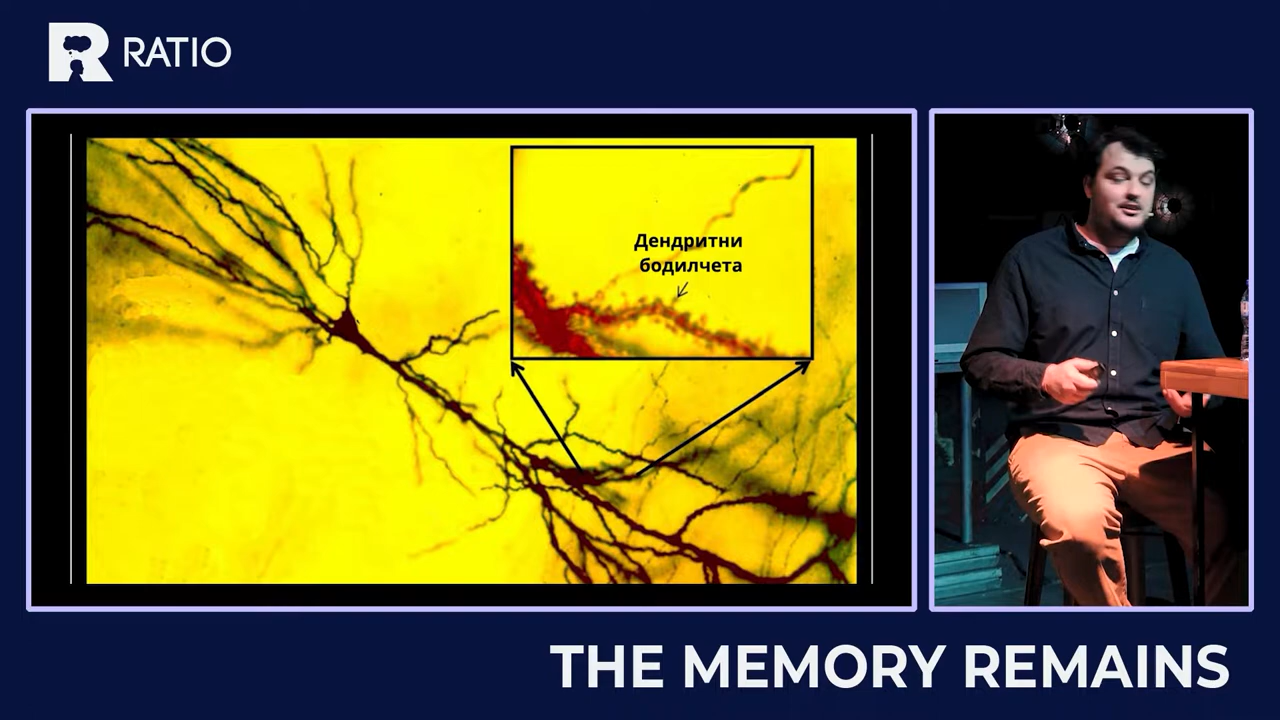 RATIO
Дендритни
бодилчета
THE MEMORY REMAINS